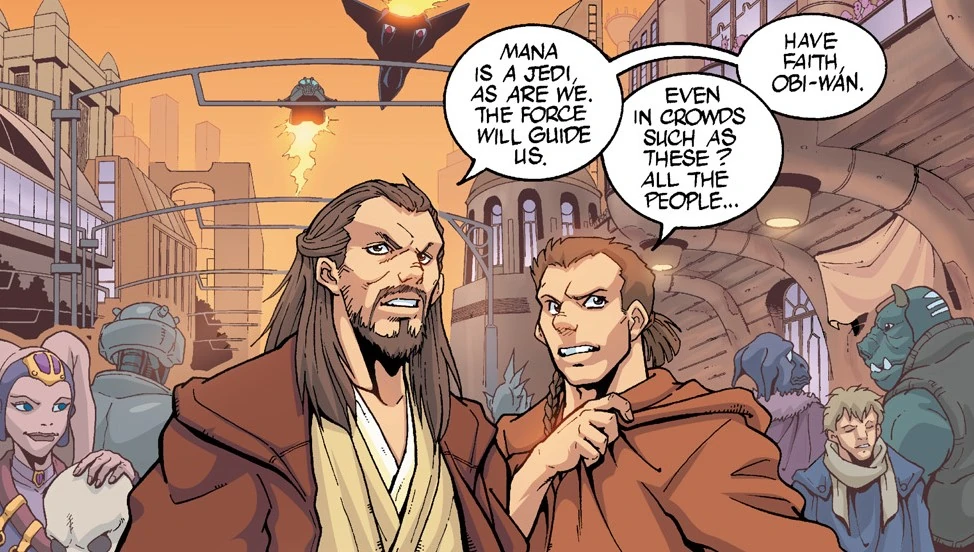 MANA
IS A JEDI,
AS ARE WE.
THE FORCE
WILL GUIDE
US.
EVEN
IN CROWDS
SUCH AS
THESE?
ALL THE
PEOPLE...
HAVE
FAITH,
OBI-WAN.